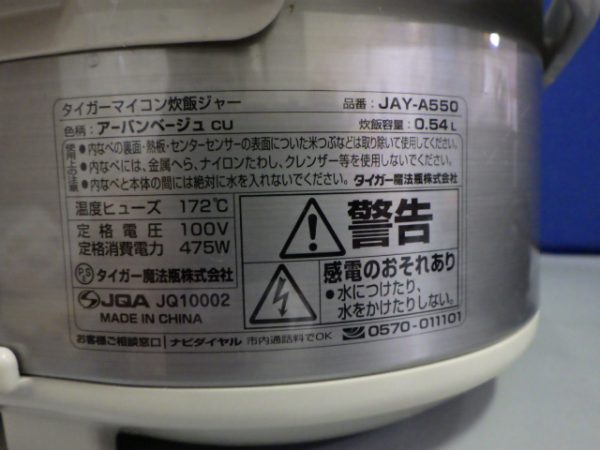 タイガーマイコン炊飯ジャー 品番：JAY-A550
色柄：アーバンベージュ CU 炊飯容量：0.54L
使用上の注意
●内なべの裏面・熱板・センターセンサーの表面についた米つぶなどは取り除いて使用してください。
●内なべには、金属へら、ナイロンたわし、クレンザー等を使用しないでください。
●内なべと本体の間には絶対に水を入れないでください。 タイガー魔法瓶株式会社
温度ヒューズ 172℃
定格電圧 100V
定格消費電力 475W
PS タイガー魔法瓶株式会社
JQA JQ10002
MADE IN CHINA
警告
感電のおそれあり
●水につけたり、
水をかけたりしない。
お客様ご相談窓口 ナビダイヤル 市内通話料でOK 0570-011101